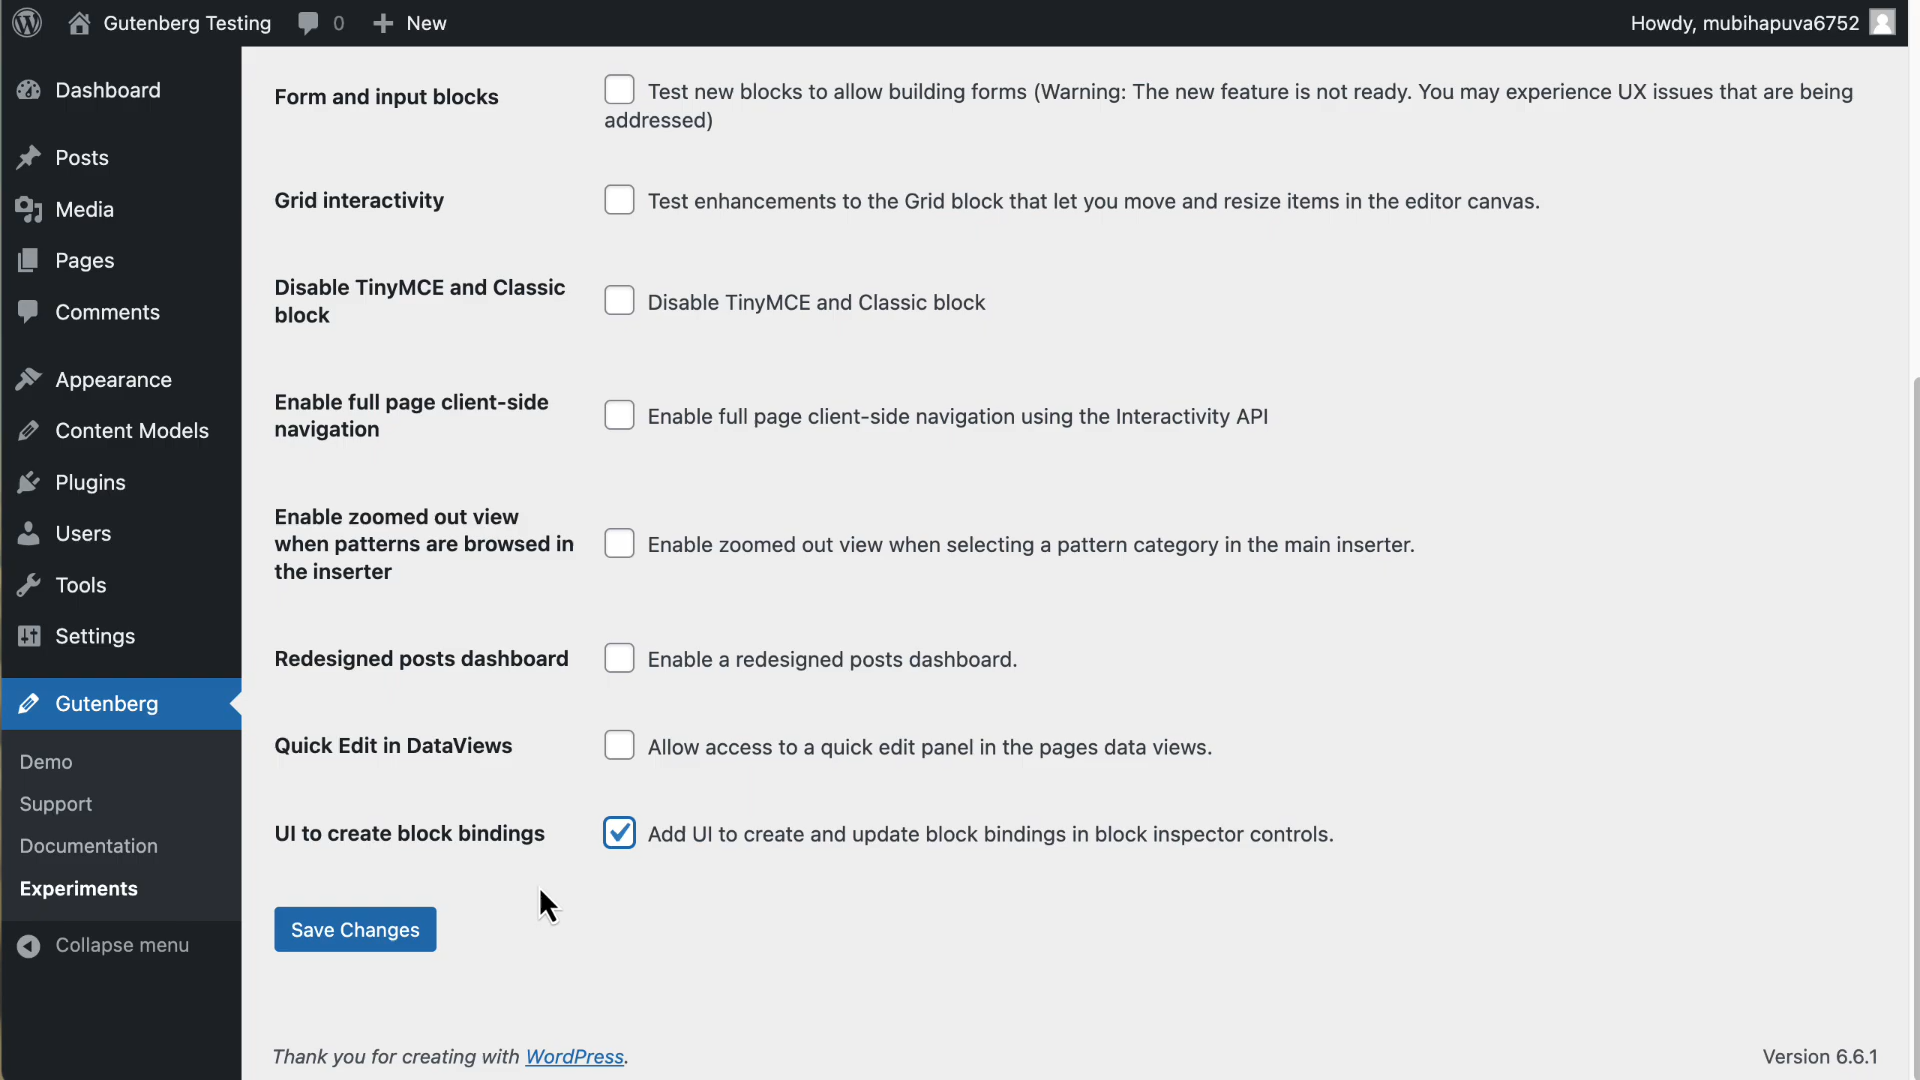 Gutenberg Testing
0
New
Howdy, mubihapuva6752
Dashboard
Posts
Media
Pages
Comments
Appearance
Content Models
Plugins
Users
Tools
Settings
Gutenberg
Demo
Support
Documentation
Experiments
Collapse menu
Form and input blocks
Test new blocks to allow building forms (Warning: The new feature is not ready. You may experience UX issues that are being
addressed)
Grid interactivity
Test enhancements to the Grid block that let you move and resize items in the editor canvas.
Disable TinyMCE and Classic
block
Disable TinyMCE and Classic block
Enable full page client-side
navigation
Enable full page client-side navigation using the Interactivity API
Enable zoomed out view
when patterns are browsed in
the inserter
Enable zoomed out view when selecting a pattern category in the main inserter.
Redesigned posts dashboard
Enable a redesigned posts dashboard.
Quick Edit in DataViews
Allow access to a quick edit panel in the pages data views.
UI to create block bindings
Add UI to create and update block bindings in block inspector controls.
Save Changes
Thank you for creating with WordPress.
Version 6.6.1